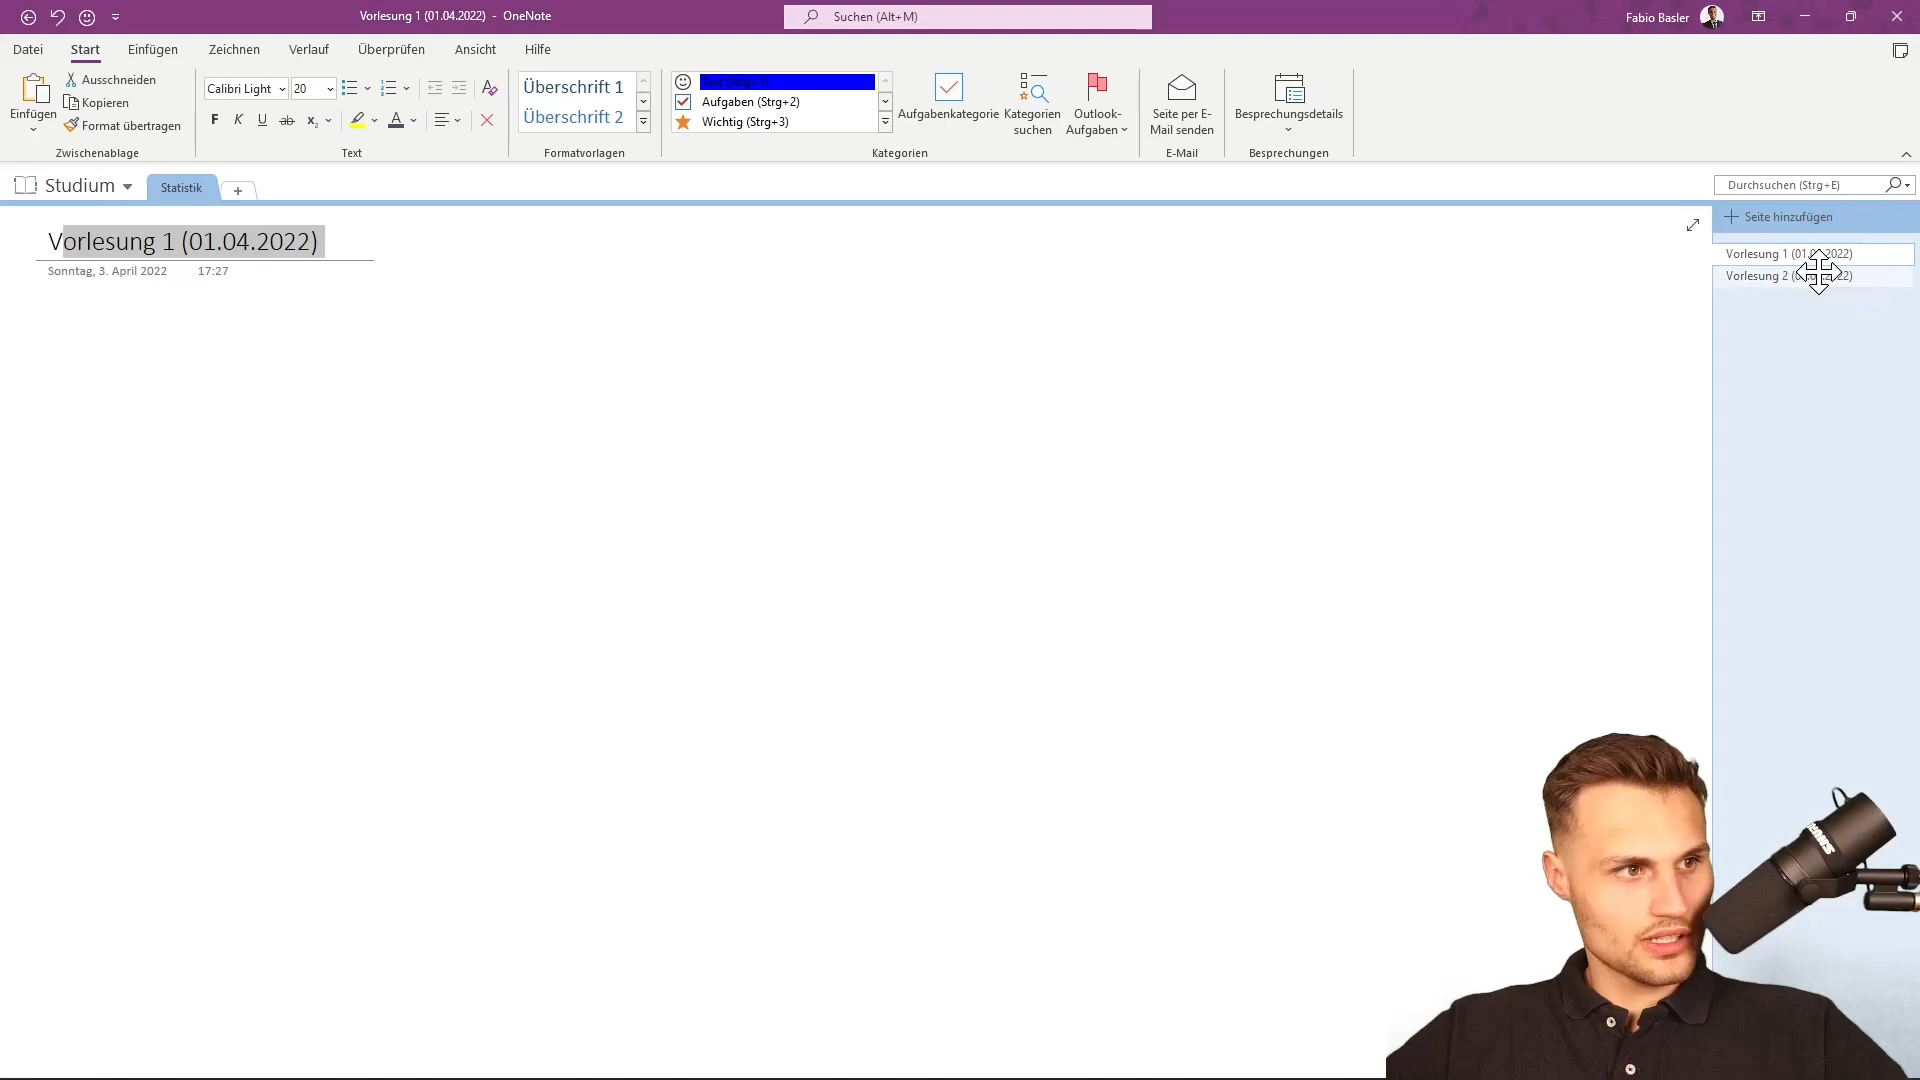 Vorlesung 1 (01.04.2022) - OneNote
Suchen (Alt+M)
Fabio Basler
Datei Start Einfügen Zeichnen Verlauf Überprüfen Ansicht Hilfe
Einfügen
Ausschneiden
Kopieren
Format übertragen
Zwischenablage
Calibri Light 20
F K U ab x₂ A
Text
Überschrift 1
Überschrift 2
Formatvorlagen
Aufgaben (Strg+2)
Wichtig (Strg+3)
Aufgabenkategorie
Kategorien suchen
Outlook-Aufgaben
Kategorien
Seite per E-Mail senden
E-Mail
Besprechungsdetails
Besprechungen
Studium
Statistik
Durchsuchen (Strg+E)
Vorlesung 1 (01.04.2022)
Sonntag, 3. April 2022 17:27
Seite hinzufügen
Vorlesung 1
Vorlesung 2
SHURE